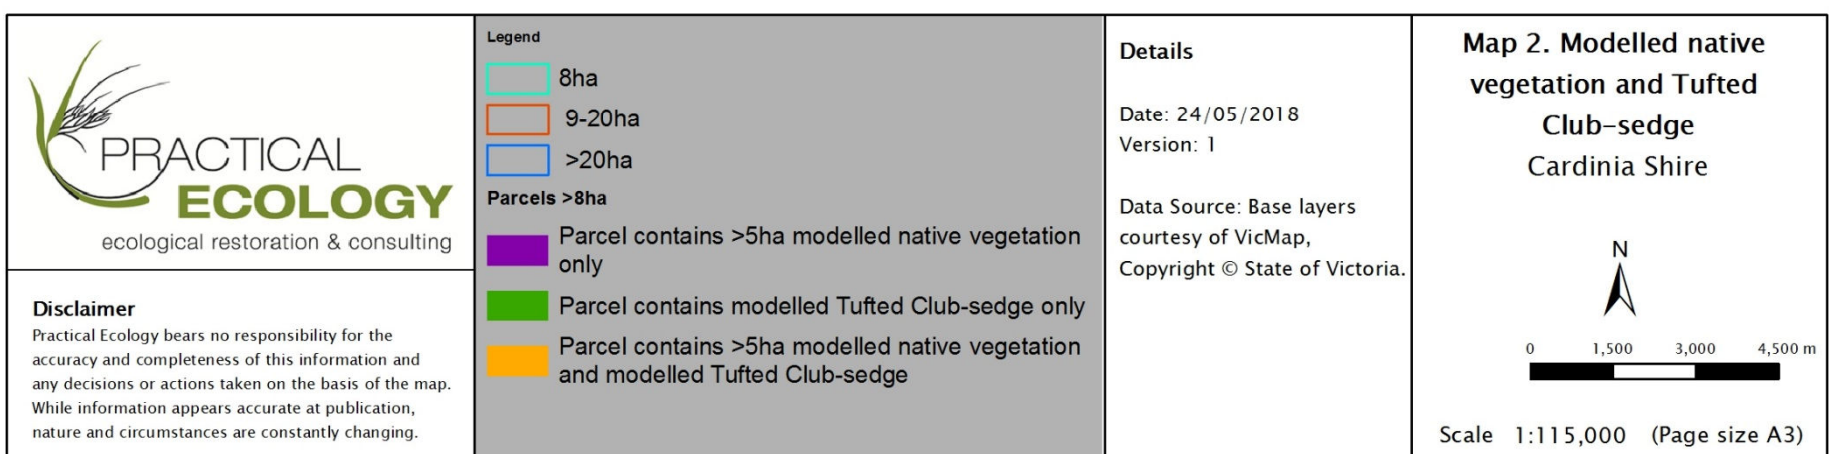 PRACTICAL
ECOLOGY
ecological restoration & consulting
Disclaimer
Practical Ecology bears no responsibility for the
accuracy and completeness of this information and
any decisions or actions taken on the basis of the map.
While information appears accurate at publication,
nature and circumstances are constantly changing.
Legend
8ha
9-20ha
>20ha
Parcels >8ha
Parcel contains >5ha modelled native vegetation
only
Parcel contains modelled Tufted Club-sedge only
Parcel contains >5ha modelled native vegetation
and modelled Tufted Club-sedge
Details
Date: 24/05/2018
Version: 1
Data Source: Base layers
courtesy of VicMap,
Copyright © State of Victoria.
Map 2. Modelled native
vegetation and Tufted
Club-sedge
Cardinia Shire
N
0 1,500 3,000 4,500 m
Scale 1:115,000 (Page size A3)